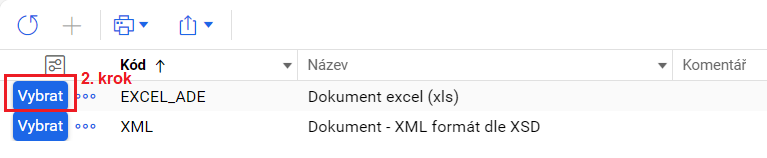 Kód Název Komentář
2. krok
Vybrat EXCEL_ADE Dokument excel (xls)
Vybrat XML Dokument - XML formát dle XSD